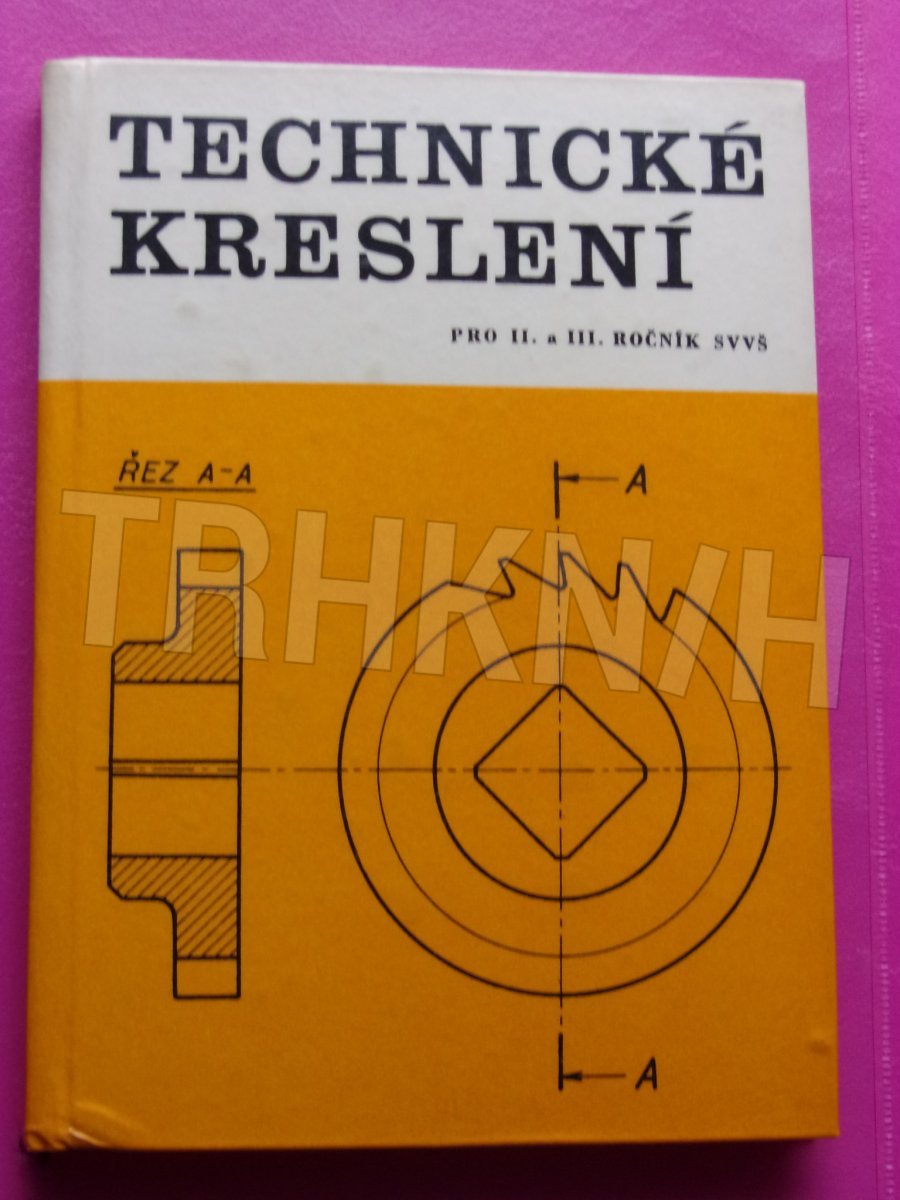 TECHNICKÉ
KRESLENÍ
PRO II. a III. ROČNÍK SVVŠ
ŘEZ A-A
A
TRHKNIH
A